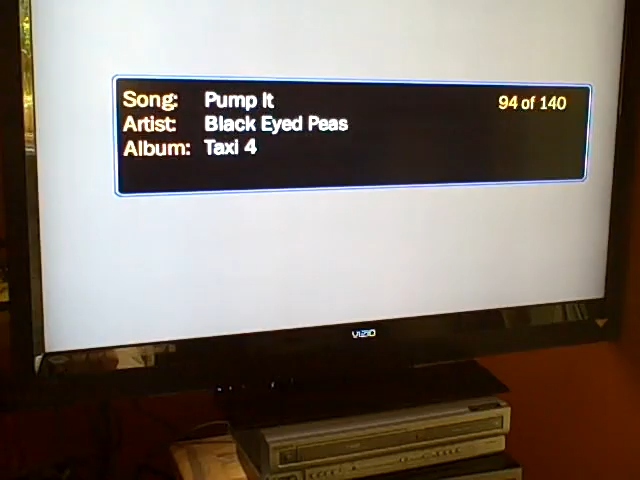 Song: Pump It 94 of 140
Artist: Black Eyed Peas
Album: Taxi 4
VIZIO